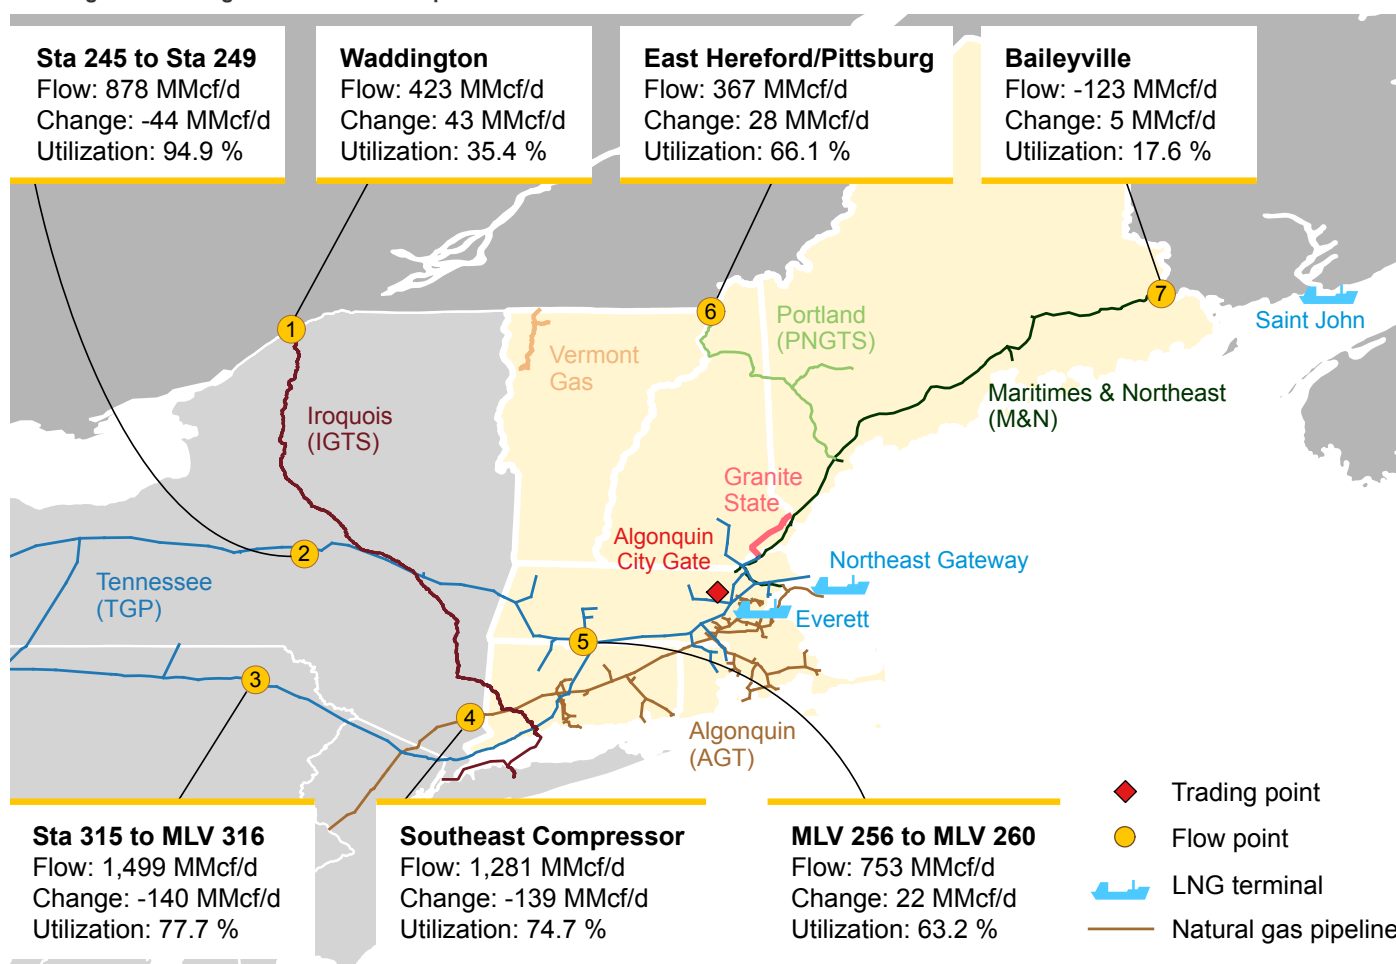 Sta 245 to Sta 249
Flow: 878 MMcf/d
Change: -44 MMcf/d
Utilization: 94.9 %
Waddington
Flow: 423 MMcf/d
Change: 43 MMcf/d
Utilization: 35.4 %
East Hereford/Pittsburg
Flow: 367 MMcf/d
Change: 28 MMcf/d
Utilization: 66.1 %
Baileyville
Flow: -123 MMcf/d
Change: 5 MMcf/d
Utilization: 17.6 %
1
6
7
Saint John
Portland
(PNGTS)
Vermont
Gas
Maritimes & Northeast
(M&N)
Iroquois
(IGTS)
Granite
State
Algonquin
City Gate
2
Northeast Gateway
Tennessee
(TGP)
Everett
5
3
4
Algonquin
(AGT)
Sta 315 to MLV 316
Flow: 1,499 MMcf/d
Change: -140 MMcf/d
Utilization: 77.7 %
Southeast Compressor
Flow: 1,281 MMcf/d
Change: -139 MMcf/d
Utilization: 74.7 %
MLV 256 to MLV 260
Flow: 753 MMcf/d
Change: 22 MMcf/d
Utilization: 63.2 %
Trading point
Flow point
LNG terminal
Natural gas pipeline